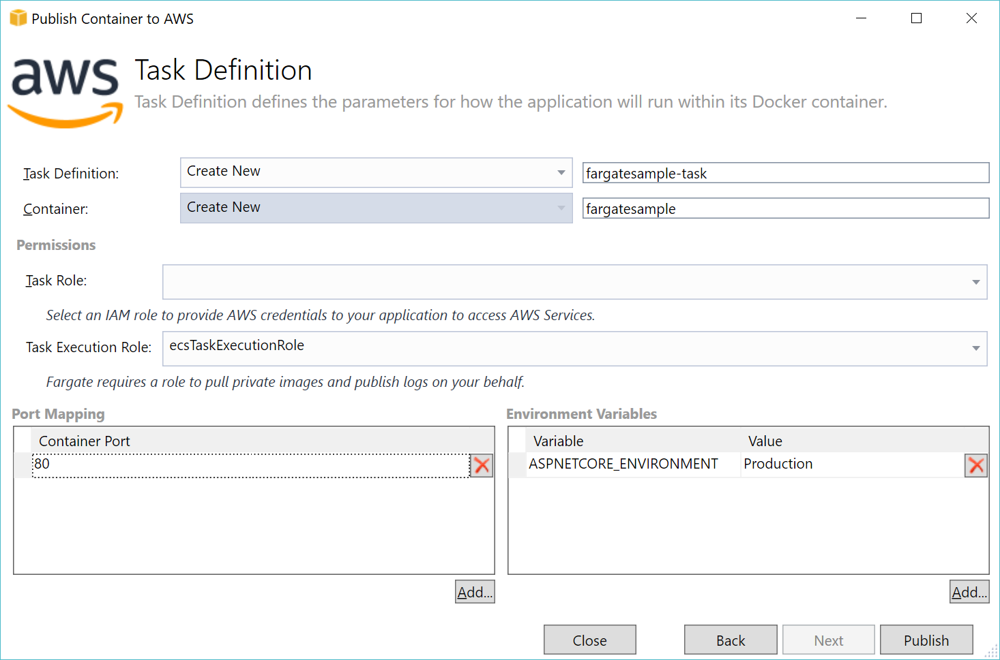 Publish Container to AWS
aws
Task Definition
Task Definition defines the parameters for how the application will run within its Docker container.
Task Definition: Create New fargatesample-task
Container: Create New fargatesample
Permissions
Task Role:
Select an IAM role to provide AWS credentials to your application to access AWS Services.
Task Execution Role: ecsTaskExecutionRole
Fargate requires a role to pull private images and publish logs on your behalf.
Port Mapping
Container Port
80
Add...
Environment Variables
Variable Value
ASPNETCORE_ENVIRONMENT Production
Add...
Close Back Next Publish